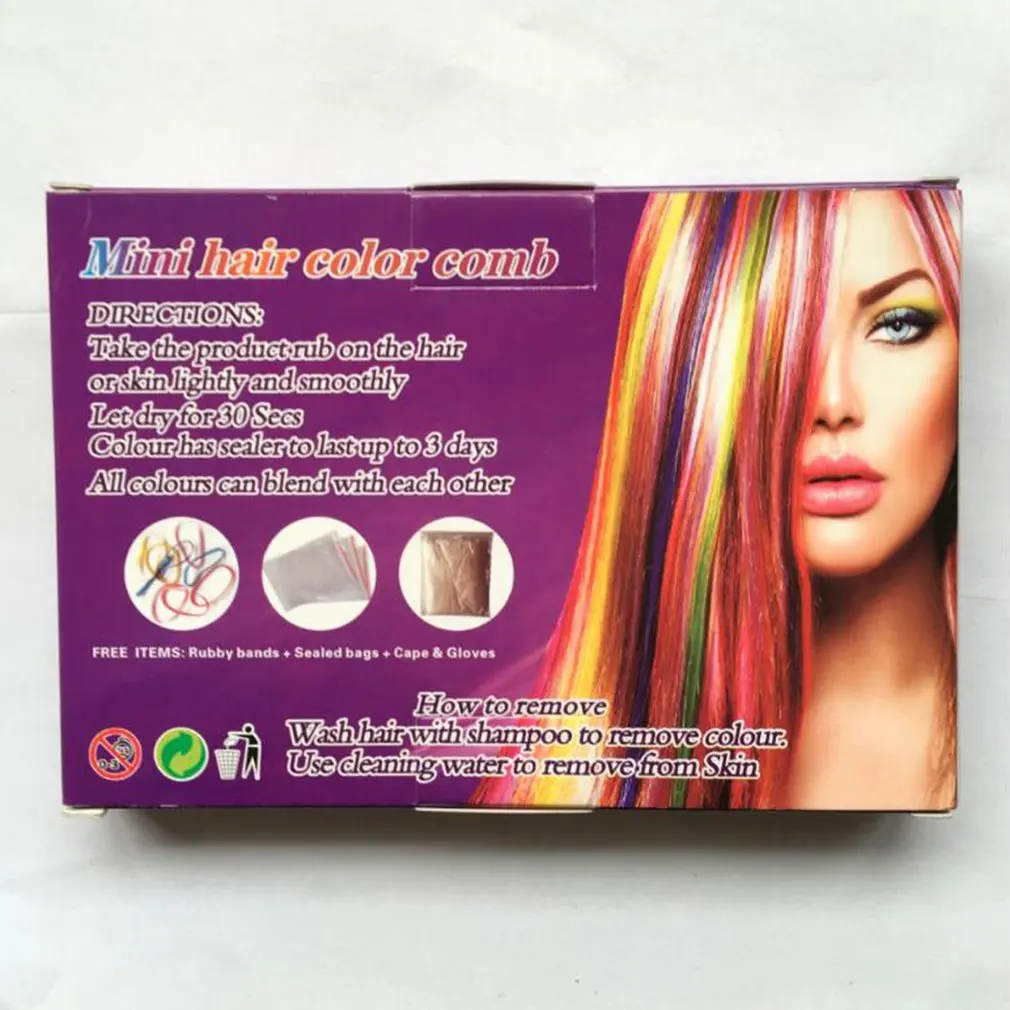 Mini hair color comb
DIRECTIONS:
Take the product rub on the hair
or skin lightly and smoothly
Let dry for 30 Secs
Colour has sealer to last up to 3 days
All colours can blend with each other
FREE ITEMS: Rubby bands + Sealed bags + Cape & Gloves
How to remove
Wash hair with shampoo to remove colour.
Use cleaning water to remove from Skin
0-3